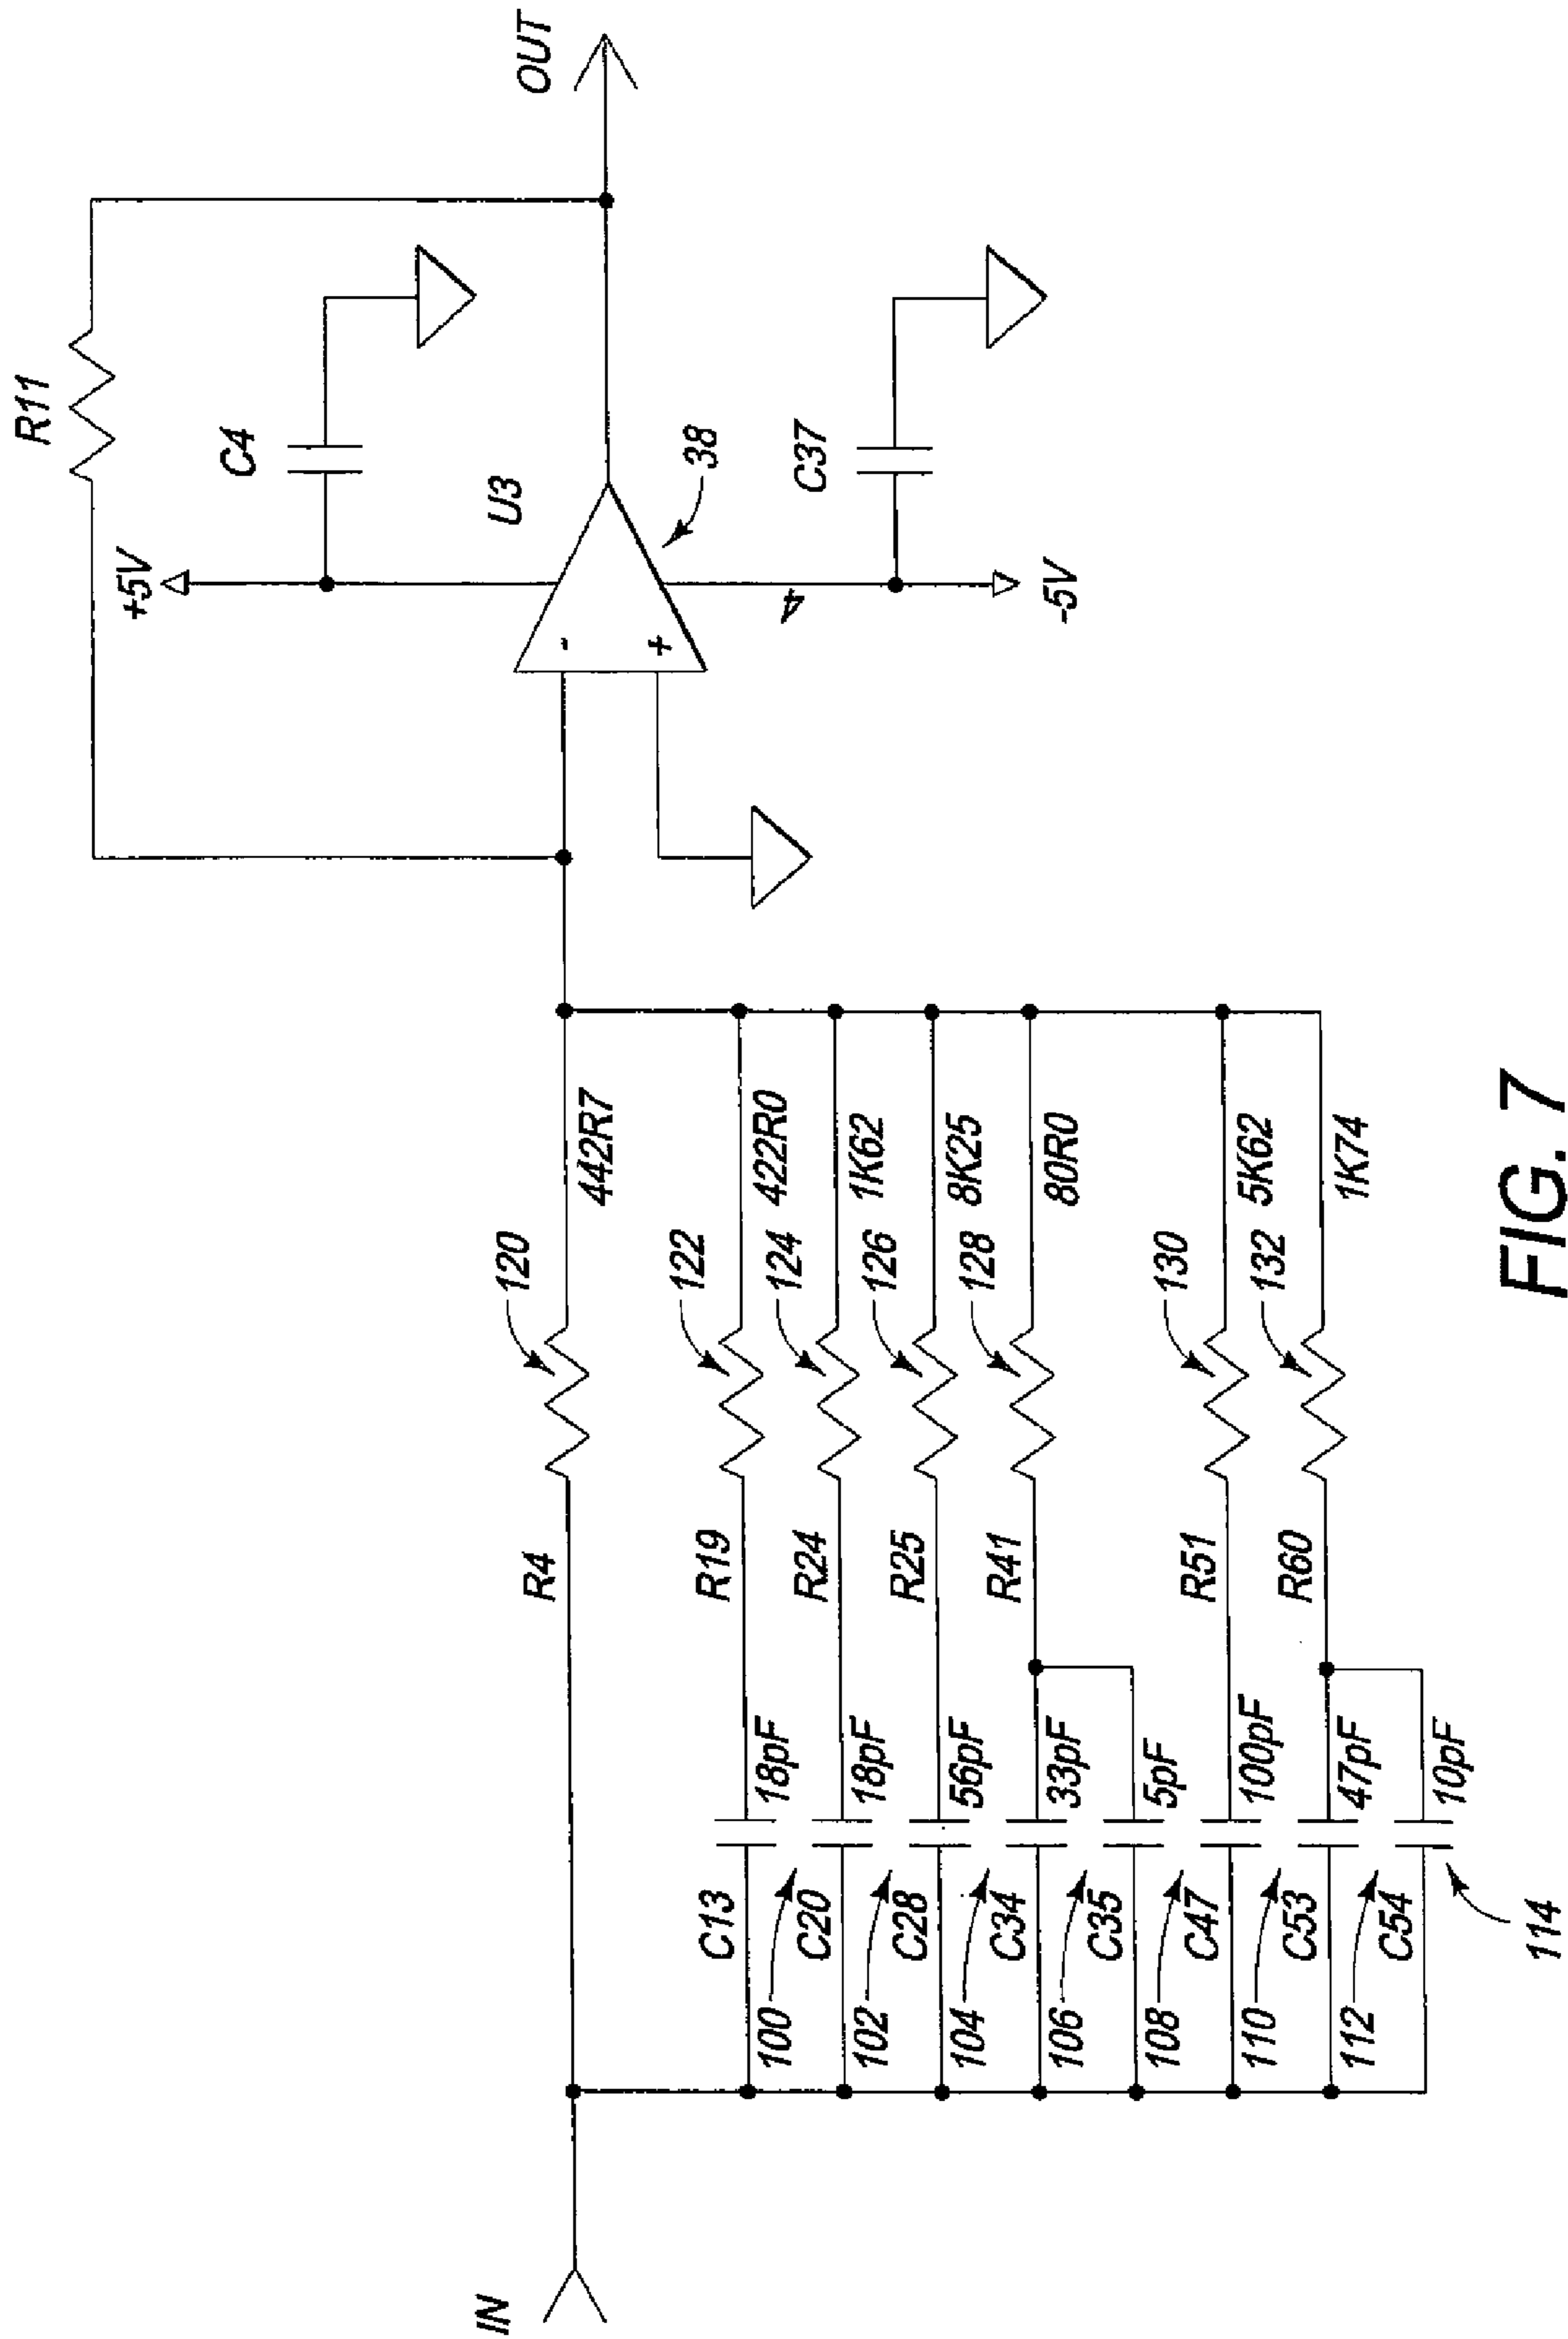 R11
OUT
C4
+5V
U3
38
C37
4
-5V
-
+
IN
R4
120
442R7
C13
18pF
R19
122
422R0
100
C20
18pF
R24
124
1K62
102
C28
56pF
R25
126
8K25
104
C34
33pF
R41
128
80R0
106
C35
5pF
108
C47
100pF
R51
130
5K62
110
C53
47pF
R60
132
1K74
112
C54
10pF
114
FIG. 7